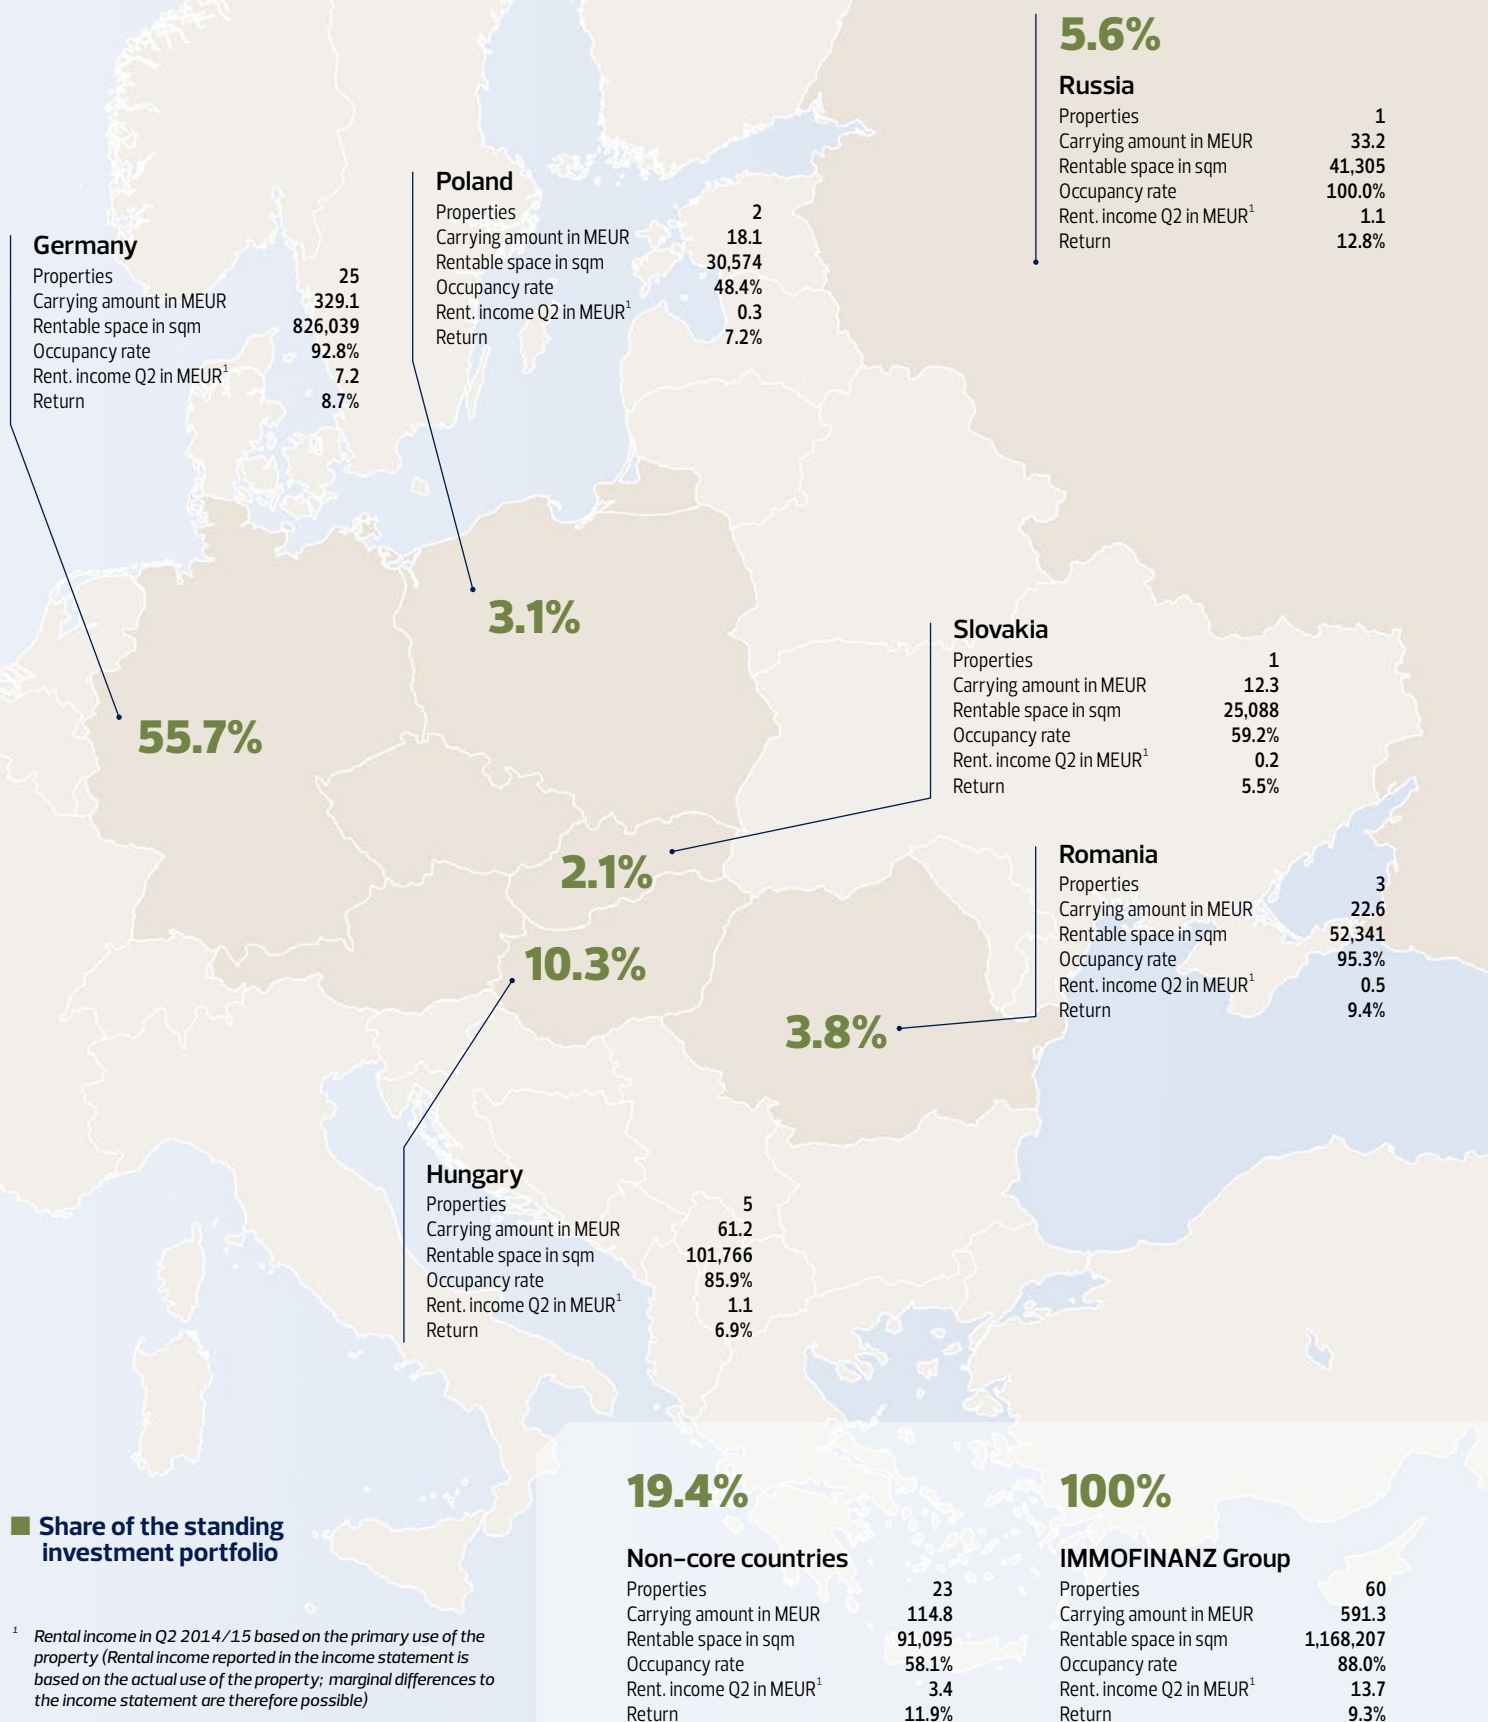 5.6%
Russia
Properties 1
Carrying amount in MEUR 33.2
Rentable space in sqm 41,305
Occupancy rate 100.0%
Rent. income Q2 in MEUR¹ 1.1
Return 12.8%
Poland
Properties 2
Carrying amount in MEUR 18.1
Rentable space in sqm 30,574
Occupancy rate 48.4%
Rent. income Q2 in MEUR¹ 0.3
Return 7.2%
Germany
Properties 25
Carrying amount in MEUR 329.1
Rentable space in sqm 826,039
Occupancy rate 92.8%
Rent. income Q2 in MEUR¹ 7.2
Return 8.7%
3.1%
55.7%
Slovakia
Properties 1
Carrying amount in MEUR 12.3
Rentable space in sqm 25,088
Occupancy rate 59.2%
Rent. income Q2 in MEUR¹ 0.2
Return 5.5%
2.1%
Romania
Properties 3
Carrying amount in MEUR 22.6
Rentable space in sqm 52,341
Occupancy rate 95.3%
Rent. income Q2 in MEUR¹ 0.5
Return 9.4%
10.3%
3.8%
Hungary
Properties 5
Carrying amount in MEUR 61.2
Rentable space in sqm 101,766
Occupancy rate 85.9%
Rent. income Q2 in MEUR¹ 1.1
Return 6.9%
19.4%
Non-core countries
Properties 23
Carrying amount in MEUR 114.8
Rentable space in sqm 91,095
Occupancy rate 58.1%
Rent. income Q2 in MEUR¹ 3.4
Return 11.9%
100%
IMMOFINANZ Group
Properties 60
Carrying amount in MEUR 591.3
Rentable space in sqm 1,168,207
Occupancy rate 88.0%
Rent. income Q2 in MEUR¹ 13.7
Return 9.3%
Share of the standing
investment portfolio
¹ Rental income in Q2 2014/15 based on the primary use of the
property (Rental income reported in the income statement is
based on the actual use of the property; marginal differences to
the income statement are therefore possible)